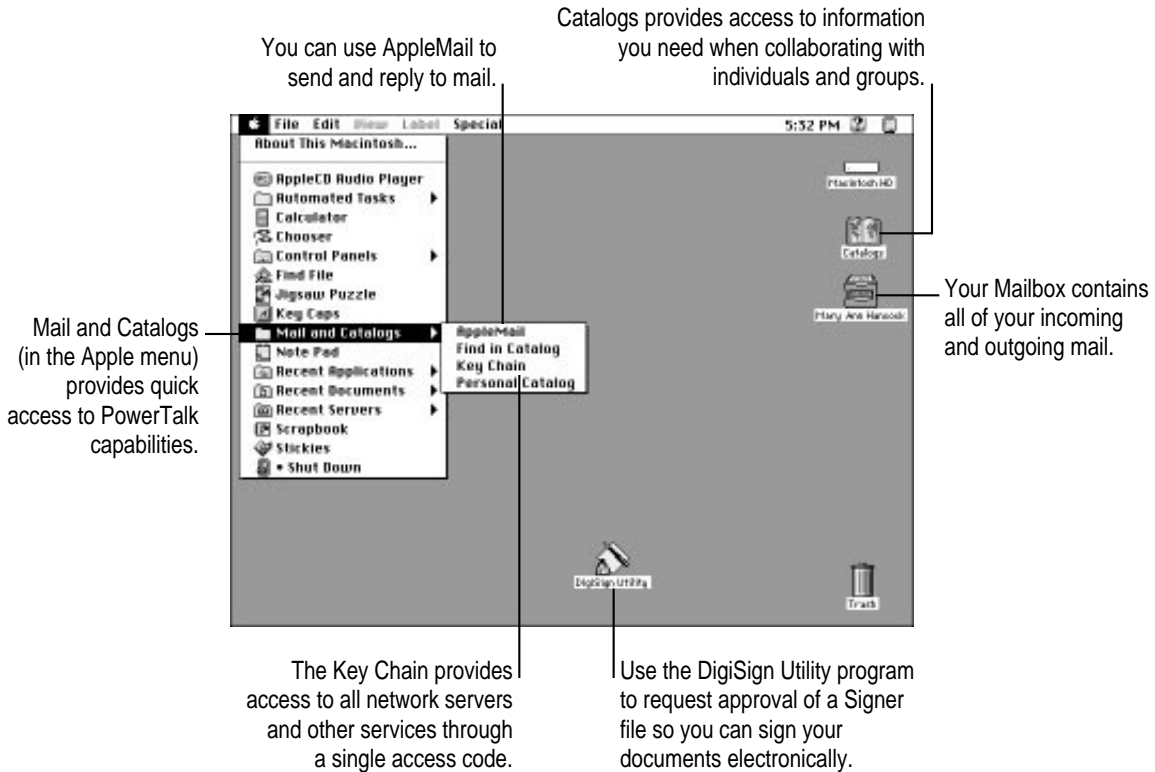 Catalogs provides access to information
you need when collaborating with
individuals and groups.
You can use AppleMail to
send and reply to mail.
File Edit View Label Special 5:32 PM
About This Macintosh...
AppleCD Audio Player
Automated Tasks
Calculator
Chooser
Control Panels
Find File
Jigsaw Puzzle
Key Caps
Mail and Catalogs
Note Pad
Recent Applications
Recent Documents
Recent Servers
Scrapbook
Stickies
• Shut Down
AppleMail
Find in Catalog
Key Chain
Personal Catalog
Macintosh HD
Catalogs
Mary Ann Hancock
DigiSign Utility
Trash
Mail and Catalogs
(in the Apple menu)
provides quick
access to PowerTalk
capabilities.
Your Mailbox contains
all of your incoming
and outgoing mail.
The Key Chain provides
access to all network servers
and other services through
a single access code.
Use the DigiSign Utility program
to request approval of a Signer
file so you can sign your
documents electronically.